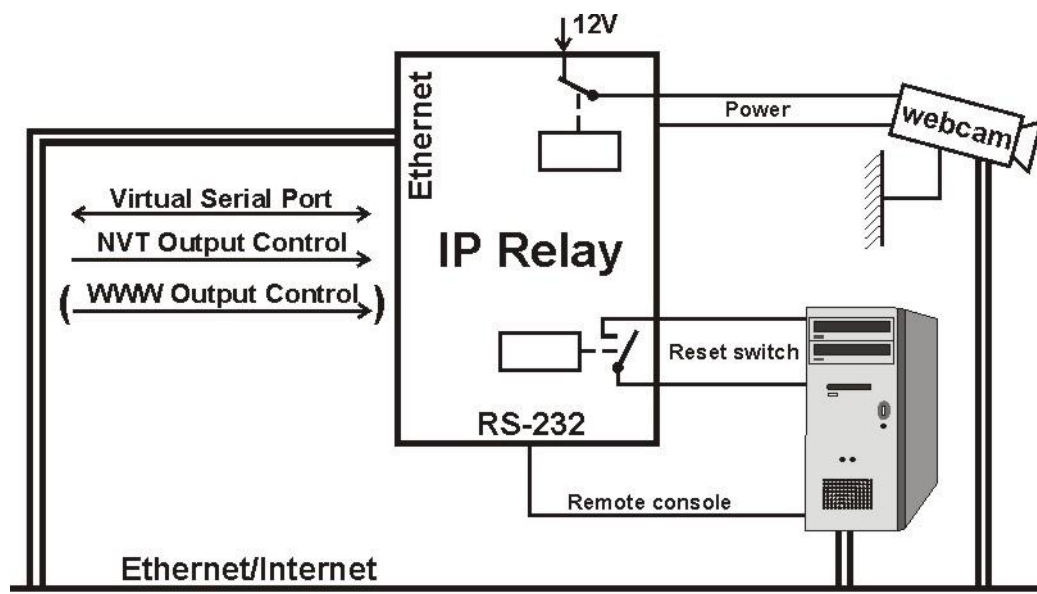 12V
Ethernet
Power
webcam
Virtual Serial Port
NVT Output Control
IP Relay
( WWW Output Control )
Reset switch
RS-232
Remote console
Ethernet/Internet